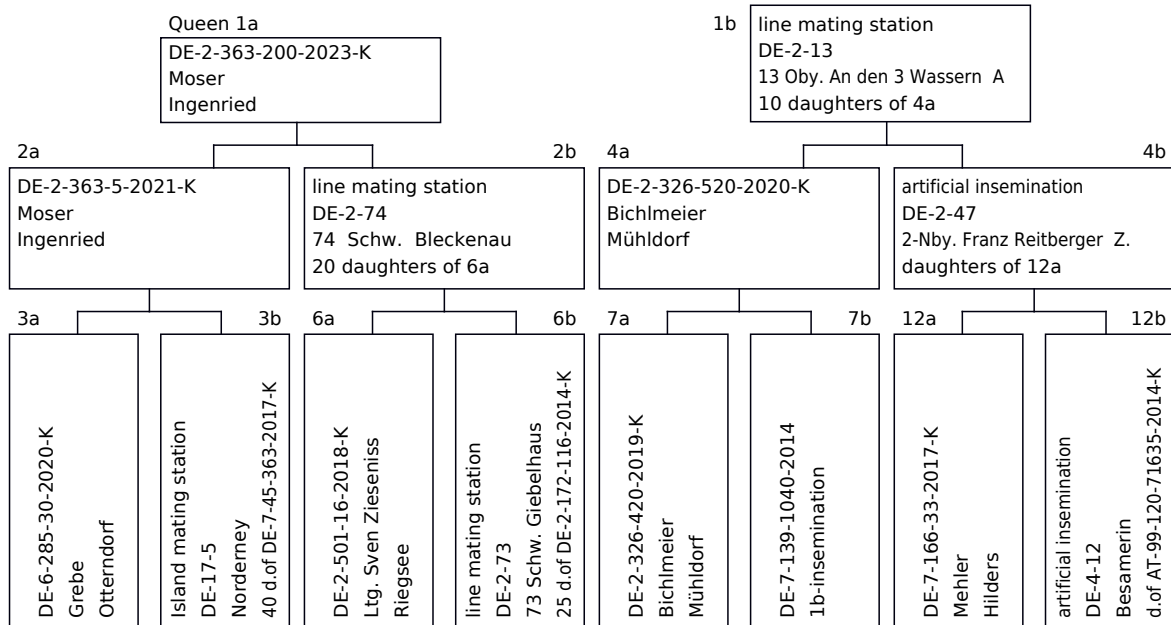 Queen 1a
DE-2-363-200-2023-K
Moser
Ingenried
1b
line mating station
DE-2-13
13 Oby. An den 3 Wassern A
10 daughters of 4a
2a
DE-2-363-5-2021-K
Moser
Ingenried
2b
line mating station
DE-2-74
74 Schw. Bleckenau
20 daughters of 6a
4a
DE-2-326-520-2020-K
Bichlmeier
Mühldorf
4b
artificial insemination
DE-2-47
2-Nby. Franz Reitberger Z.
daughters of 12a
3a
DE-6-285-30-2020-K
Grebe
Otterndorf
3b
Island mating station
DE-17-5
Norderney
40 d.of DE-7-45-363-2017-K
6a
DE-2-501-16-2018-K
Ltg. Sven Zieseniss
Riegsee
6b
line mating station
DE-2-73
73 Schw. Giebelhaus
25 d.of DE-2-172-116-2014-K
7a
DE-2-326-420-2019-K
Bichlmeier
Mühldorf
7b
DE-7-139-1040-2014
1b-insemination
12a
DE-7-166-33-2017-K
Mehler
Hilders
12b
artificial insemination
DE-4-12
Besamerin
d.of AT-99-120-71635-2014-K